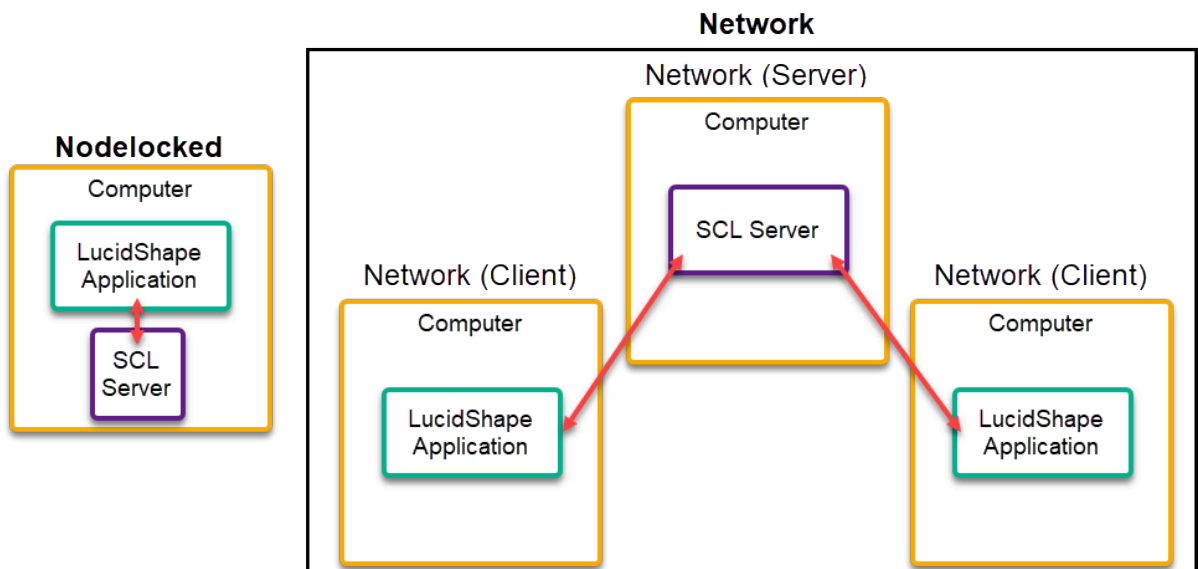 Nodelocked
Computer
LucidShape
Application
SCL
Server
Network
Network (Server)
Computer
SCL Server
Network (Client)
Computer
LucidShape
Application
Network (Client)
Computer
LucidShape
Application